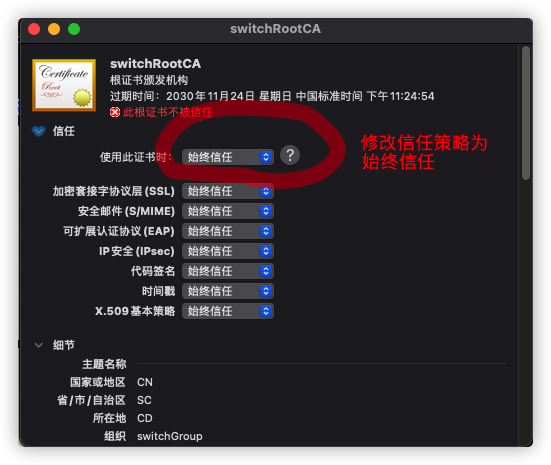 switchRootCA
Certificate
Root
switchRootCA
根证书颁发机构
过期时间：2030年11月24日 星期日 中国标准时间 下午11:24:54
此根证书不被信任
信任
使用此证书时： 始终信任 ?
修改信任策略为
始终信任
加密套接字协议层 (SSL) 始终信任
安全邮件 (S/MIME) 始终信任
可扩展认证协议 (EAP) 始终信任
IP 安全 (IPsec) 始终信任
代码签名 始终信任
时间戳 始终信任
X.509 基本策略 始终信任
细节
主题名称
国家或地区 CN
省/市/自治区 SC
所在地 CD
组织 switchGroup